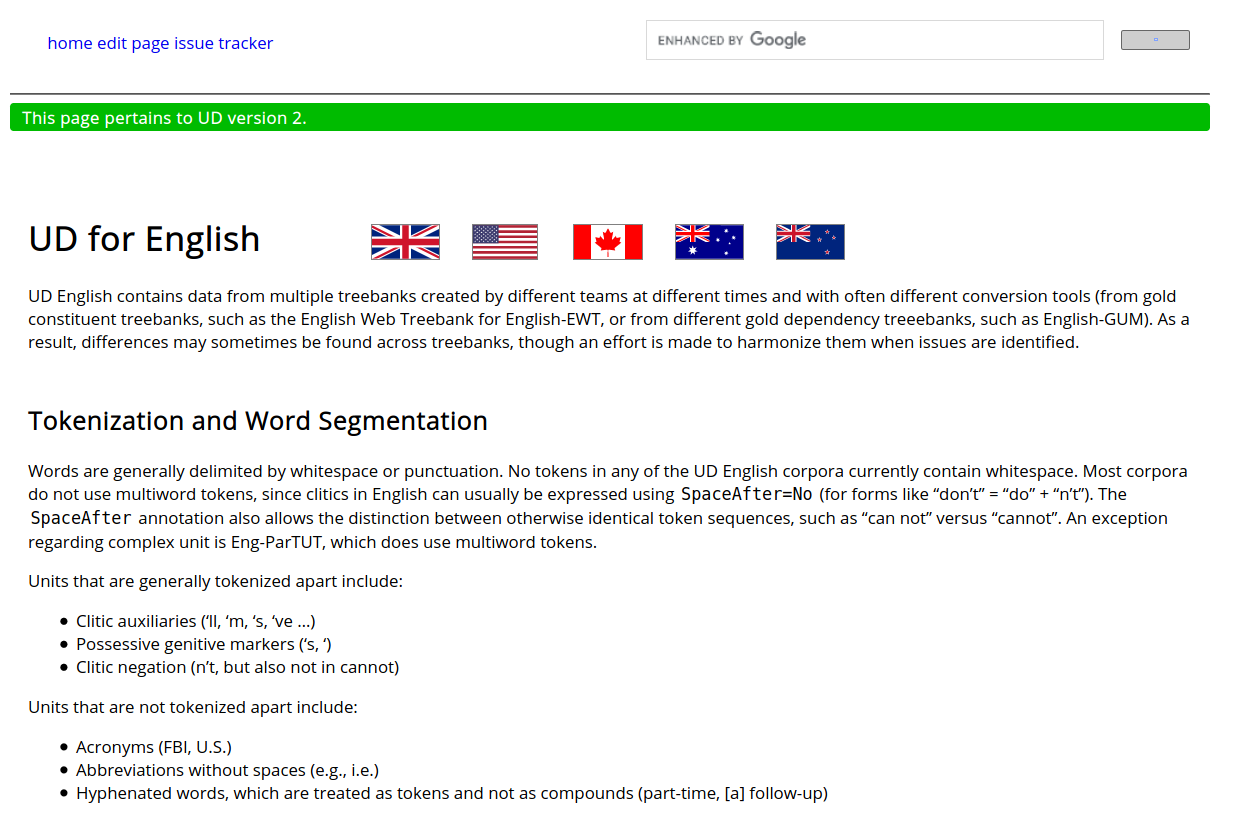 home edit page issue tracker
ENHANCED BY Google
This page pertains to UD version 2.
UD for English
UD English contains data from multiple treebanks created by different teams at different times and with often different conversion tools (from gold
constituent treebanks, such as the English Web Treebank for English-EWT, or from different gold dependency treeebanks, such as English-GUM). As a
result, differences may sometimes be found across treebanks, though an effort is made to harmonize them when issues are identified.
Tokenization and Word Segmentation
Words are generally delimited by whitespace or punctuation. No tokens in any of the UD English corpora currently contain whitespace. Most corpora
do not use multiword tokens, since clitics in English can usually be expressed using SpaceAfter=No (for forms like “don’t” = “do” + “n’t”). The
SpaceAfter annotation also allows the distinction between otherwise identical token sequences, such as “can not” versus “cannot”. An exception
regarding complex unit is Eng-ParTUT, which does use multiword tokens.
Units that are generally tokenized apart include:
• Clitic auxiliaries (‘ll, ‘m, ‘s, ‘ve …)
• Possessive genitive markers (‘s, ‘)
• Clitic negation (n’t, but also not in cannot)
Units that are not tokenized apart include:
• Acronyms (FBI, U.S.)
• Abbreviations without spaces (e.g., i.e.)
• Hyphenated words, which are treated as tokens and not as compounds (part-time, [a] follow-up)